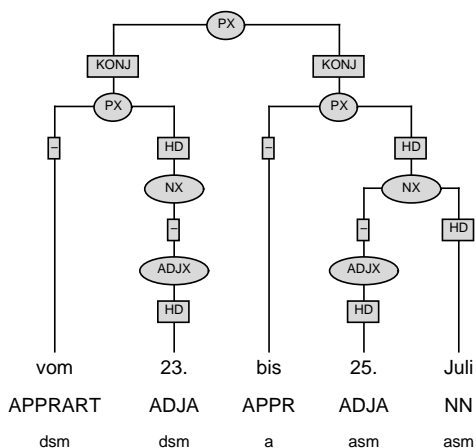 PX
KONJ KONJ
PX PX
– HD – HD
NX NX
– – HD
ADJX ADJX
HD HD
vom 23. bis 25. Juli
APPRART ADJA APPR ADJA NN
dsm dsm a asm asm